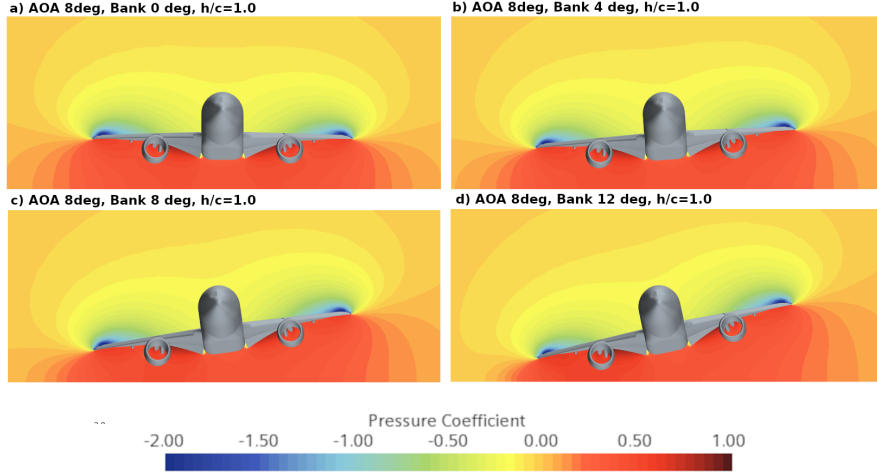 a) AOA 8deg, Bank 0 deg, h/c=1.0
b) AOA 8deg, Bank 4 deg, h/c=1.0
c) AOA 8deg, Bank 8 deg, h/c=1.0
d) AOA 8deg, Bank 12 deg, h/c=1.0
Pressure Coefficient
-2.00 -1.50 -1.00 -0.50 0.00 0.50 1.00